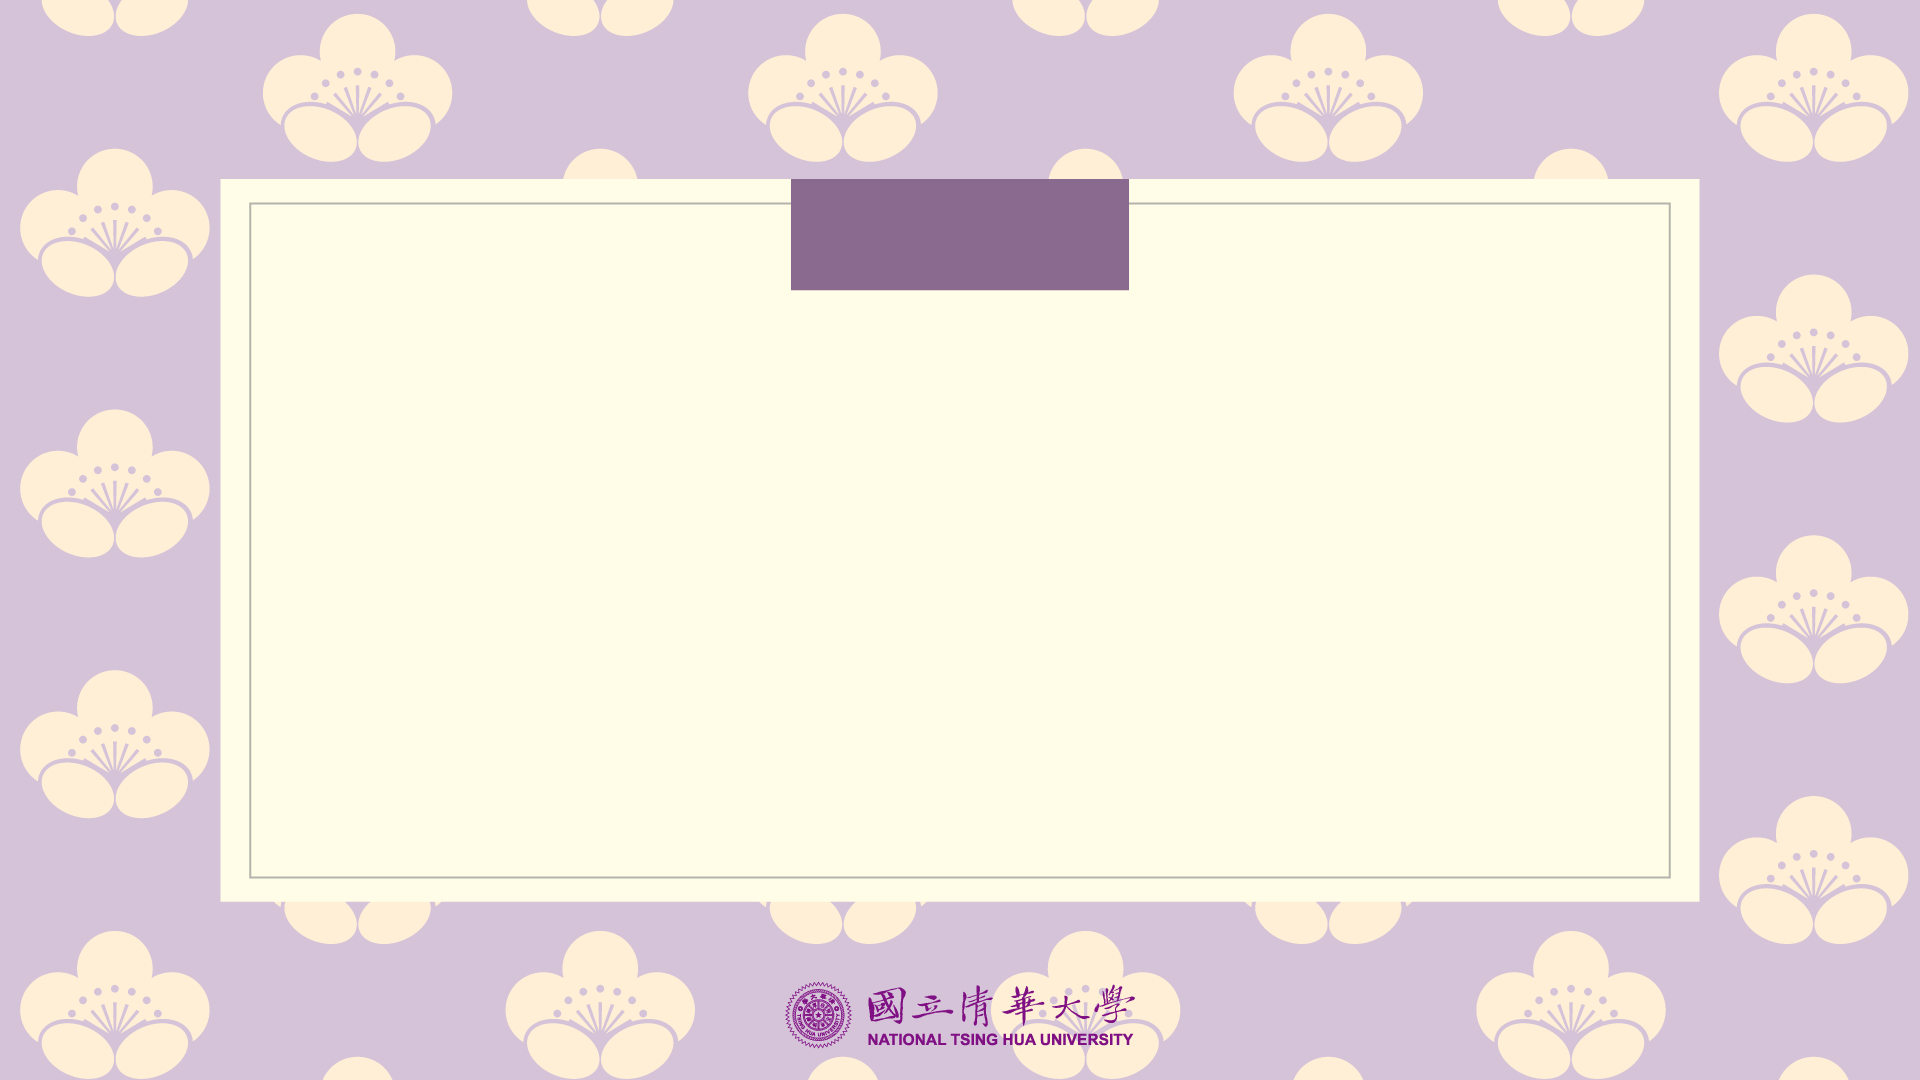 國立清華大學
NATIONAL TSING HUA UNIVERSITY